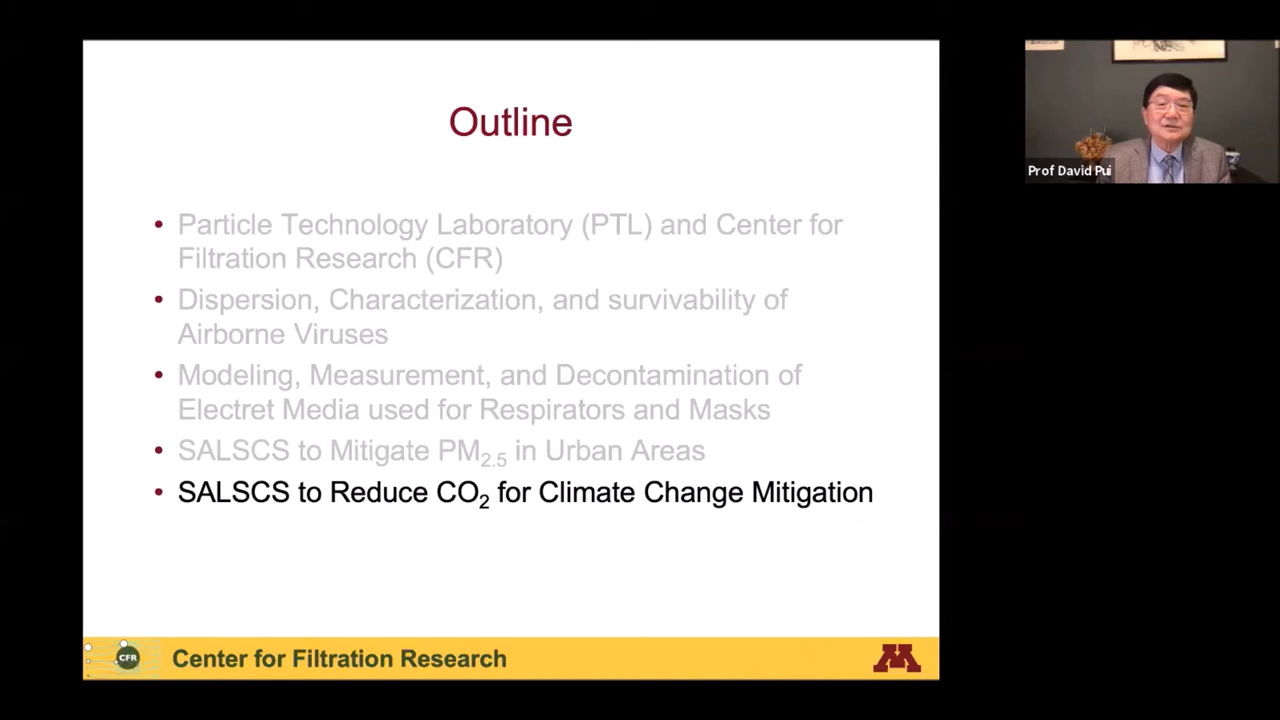 Outline
• Particle Technology Laboratory (PTL) and Center for
Filtration Research (CFR)
• Dispersion, Characterization, and survivability of
Airborne Viruses
• Modeling, Measurement, and Decontamination of
Electret Media used for Respirators and Masks
• SALSCS to Mitigate PM2.5 in Urban Areas
• SALSCS to Reduce CO2 for Climate Change Mitigation
CFR
Center for Filtration Research
M
Prof David Pui